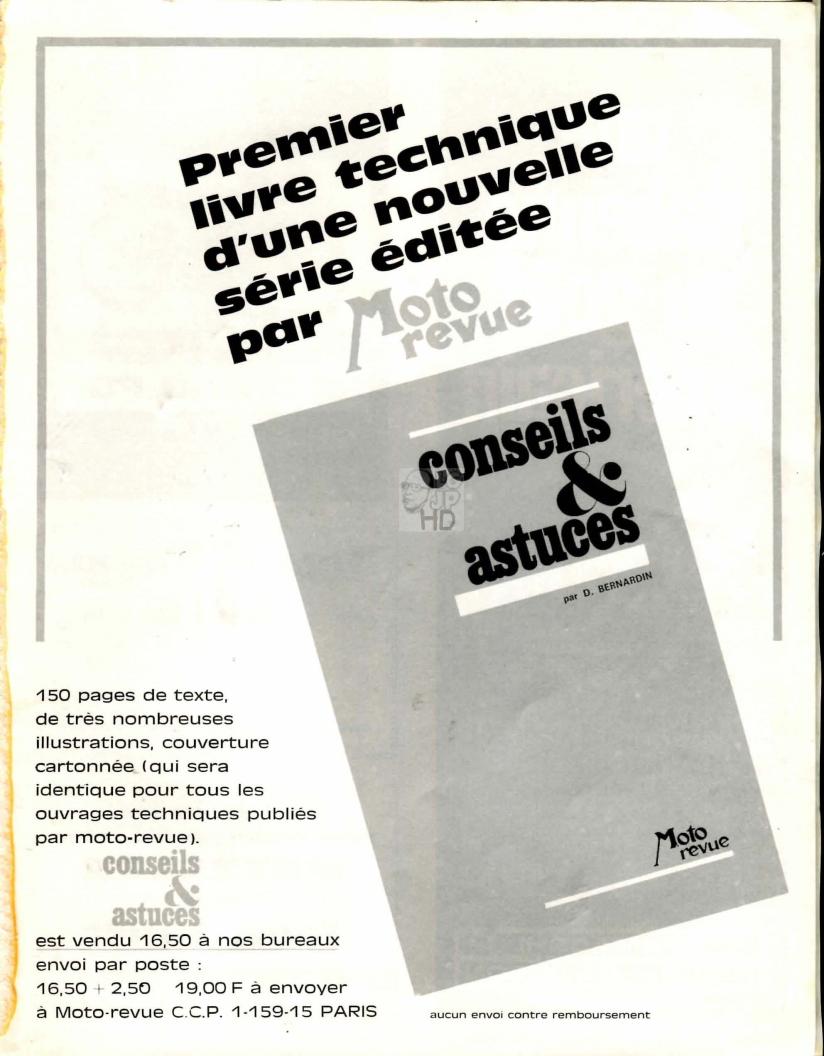 Premier
livre technique
d'une nouvelle
série éditée
par Moto revue
conseils
&
astuces
par D. BERNARDIN
Moto revue
150 pages de texte,
de très nombreuses
illustrations, couverture
cartonnée (qui sera
identique pour tous les
ouvrages techniques publiés
par moto-revue).
conseils
&
astuces
est vendu 16,50 à nos bureaux
envoi par poste :
16,50 + 2,50 19,00 F à envoyer
à Moto-revue C.C.P. 1-159-15 PARIS
aucun envoi contre remboursement
JP
HD